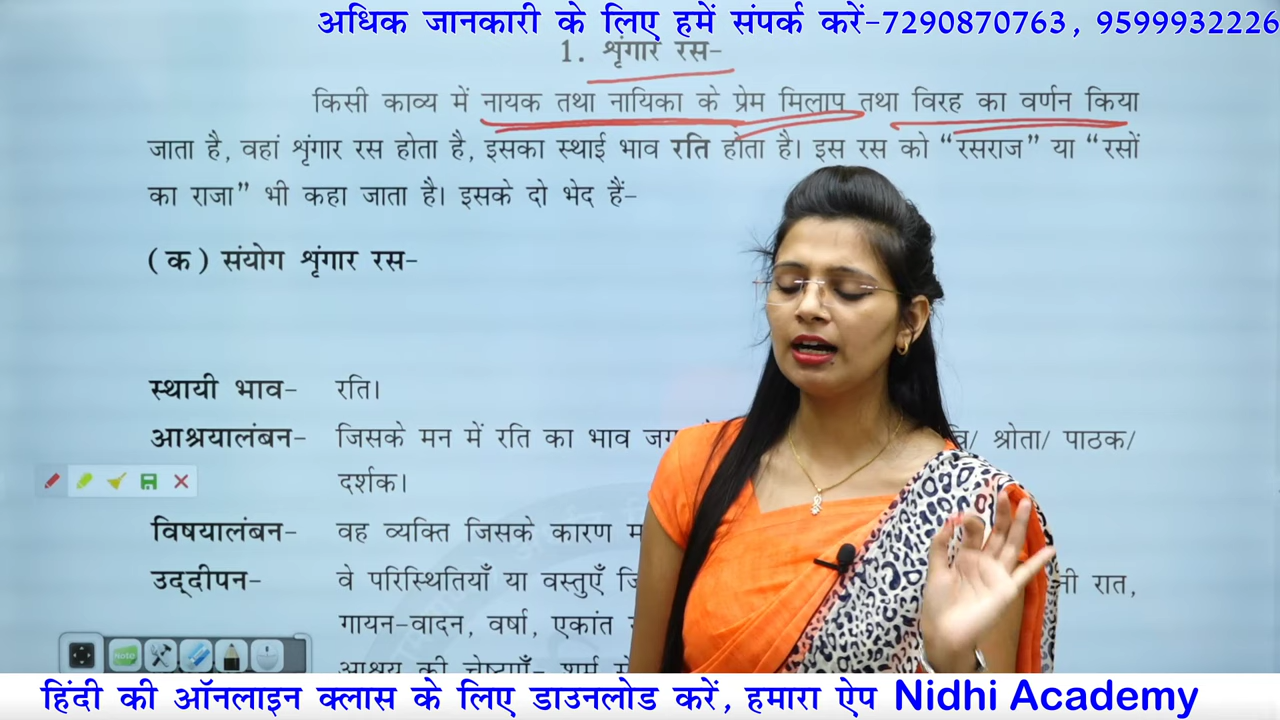 अधिक जानकारी के लिए हमें संपर्क करें-7290870763, 9599932226
1. शृंगार रस-
किसी काव्य में नायक तथा नायिका के प्रेम मिलाप तथा विरह का वर्णन किया
जाता है, वहां शृंगार रस होता है, इसका स्थाई भाव रति होता है। इस रस को “रसराज” या “रसों
का राजा” भी कहा जाता है। इसके दो भेद हैं-
(क) संयोग शृंगार रस-
स्थायी भाव- रति।
आश्रयालंबन- जिसके मन में रति का भाव श्रोता/ पाठक/
दर्शक।
विषयालंबन- वह व्यक्ति जिसके कारण
उद्दीपन- वे परिस्थितियाँ या वस्तुएँ रात,
गायन-वादन, वर्षा, एकांत
आश्रय की चेष्टाएँ-
हिंदी की ऑनलाइन क्लास के लिए डाउनलोड करें, हमारा ऐप Nidhi Academy